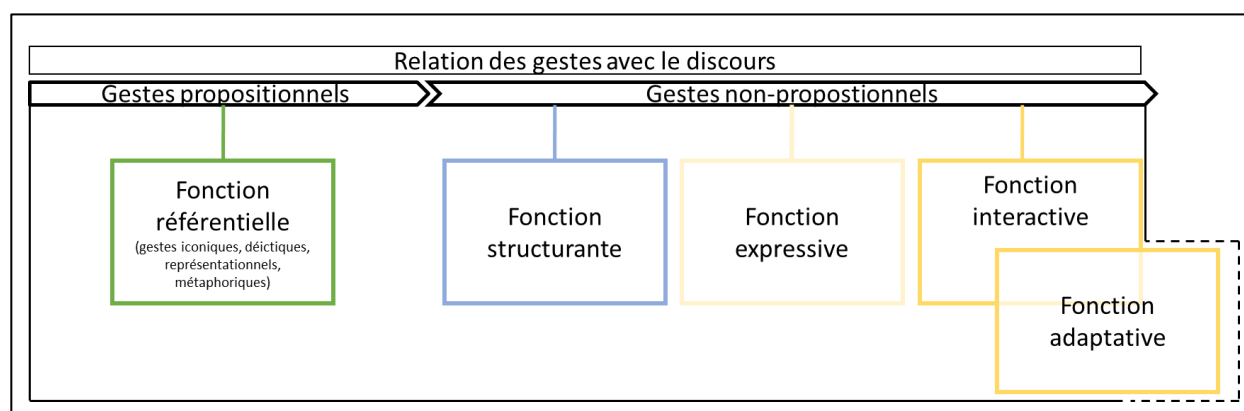 Relation des gestes avec le discours
Gestes propositionnels
Gestes non-propostionnels
Fonction
référentielle
(gestes iconiques, déictiques,
représentationnels,
métaphoriques)
Fonction
structurante
Fonction
expressive
Fonction
interactive
Fonction
adaptative